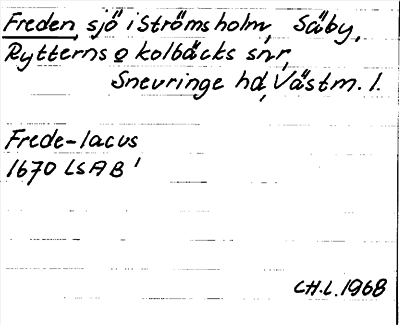 Freden, sjö i Strömsholm, Säby,
Rytterns o kolbäcks snr,
Snevringe hd, Västm. l.
Frede-lacus
1670 LSAB'
CH.L. 1968